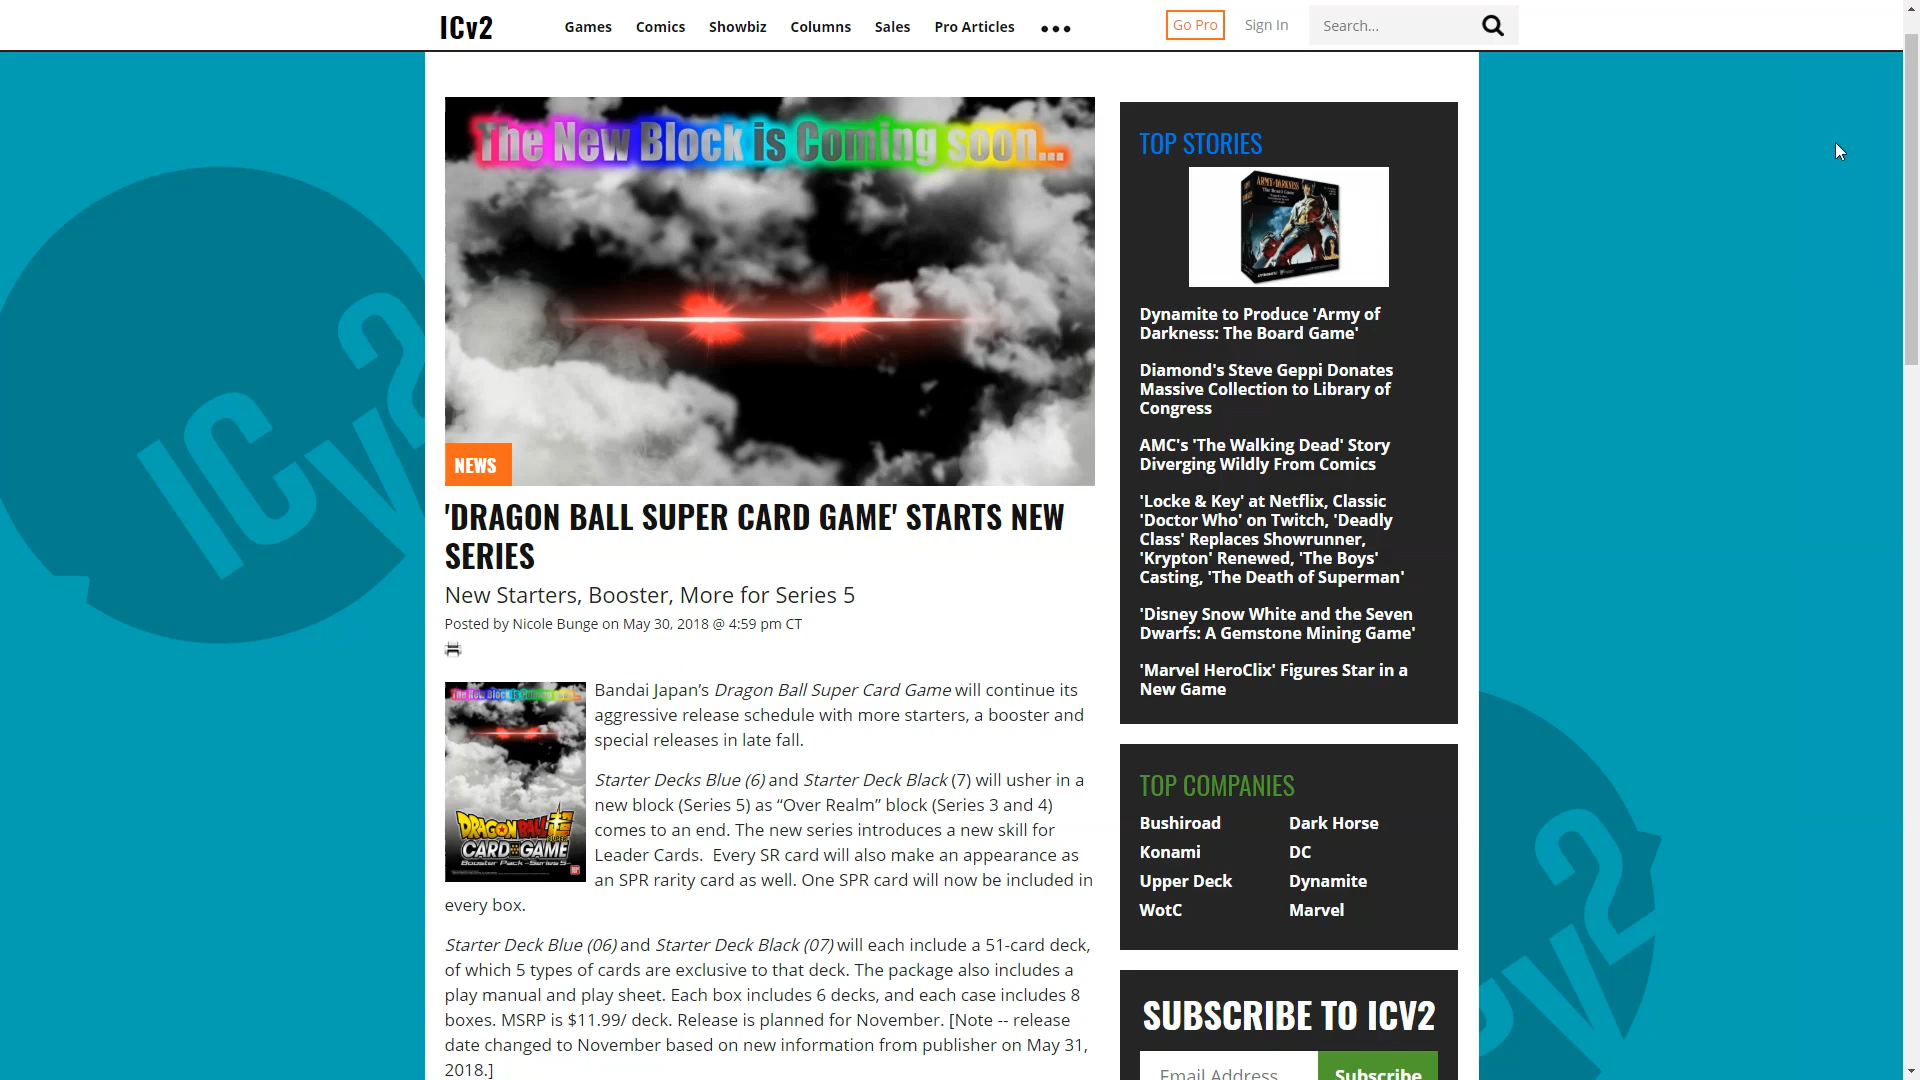 ICv2
Games Comics Showbiz Columns Sales Pro Articles
Go Pro Sign In Search...
The New Block is Coming soon...
NEWS
'DRAGON BALL SUPER CARD GAME' STARTS NEW
SERIES
New Starters, Booster, More for Series 5
Posted by Nicole Bunge on May 30, 2018 @ 4:59 pm CT
The New Block is Coming soon...
DRAGON BALL SUPER
CARD GAME
Booster Pack -Series 5-
Bandai Japan’s Dragon Ball Super Card Game will continue its
aggressive release schedule with more starters, a booster and
special releases in late fall.
Starter Decks Blue (6) and Starter Deck Black (7) will usher in a
new block (Series 5) as “Over Realm” block (Series 3 and 4)
comes to an end. The new series introduces a new skill for
Leader Cards. Every SR card will also make an appearance as
an SPR rarity card as well. One SPR card will now be included in
every box.
Starter Deck Blue (06) and Starter Deck Black (07) will each include a 51-card deck,
of which 5 types of cards are exclusive to that deck. The package also includes a
play manual and play sheet. Each box includes 6 decks, and each case includes 8
boxes. MSRP is $11.99/ deck. Release is planned for November. [Note -- release
date changed to November based on new information from publisher on May 31,
2018.]
TOP STORIES
ARMY OF DARKNESS
Dynamite to Produce 'Army of
Darkness: The Board Game'
Diamond's Steve Geppi Donates
Massive Collection to Library of
Congress
AMC's 'The Walking Dead' Story
Diverging Wildly From Comics
'Locke & Key' at Netflix, Classic
'Doctor Who' on Twitch, 'Deadly
Class' Replaces Showrunner,
'Krypton' Renewed, 'The Boys'
Casting, 'The Death of Superman'
'Disney Snow White and the Seven
Dwarfs: A Gemstone Mining Game'
'Marvel HeroClix' Figures Star in a
New Game
TOP COMPANIES
Bushiroad Dark Horse
Konami DC
Upper Deck Dynamite
WotC Marvel
SUBSCRIBE TO ICV2
Email Address Subscribe
ICv2
ICv2